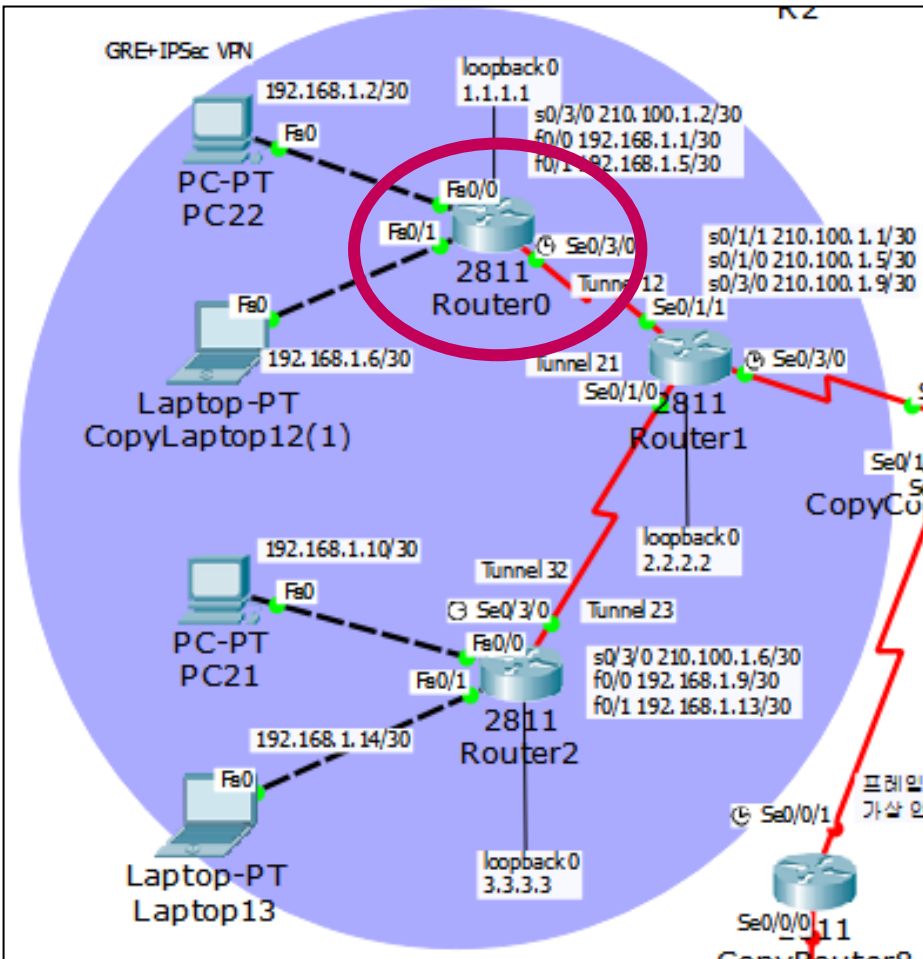 R2
GRE+IPSec VPN
192.168.1.2/30
loopback 0
1.1.1.1
s0/3/0 210.100.1.2/30
f0/0 192.168.1.1/30
f0/1 192.168.1.5/30
Fa0
PC-PT
PC22
Fa0/0
Fa0/1
Se0/3/0
2811
Router0
s0/1/1 210.100.1.1/30
s0/1/0 210.100.1.5/30
s0/3/0 210.100.1.9/30
Tunnel 12
Se0/1/1
Fa0
192.168.1.6/30
Laptop-PT
CopyLaptop12(1)
Tunnel 21
Se0/3/0
Se0/1/0
2811
Router1
Se0/1
CopyCo
loopback 0
2.2.2.2
192.168.1.10/30
Fa0
PC-PT
PC21
Tunnel 32
Se0/3/0
Tunnel 23
Fa0/0
Fa0/1
s0/3/0 210.100.1.6/30
f0/0 192.168.1.9/30
f0/1 192.168.1.13/30
2811
Router2
192.168.1.14/30
Fa0
Laptop-PT
Laptop13
loopback 0
3.3.3.3
프레임
가상
Se0/0/1
Se0/0/0
2811
CopyRouter8